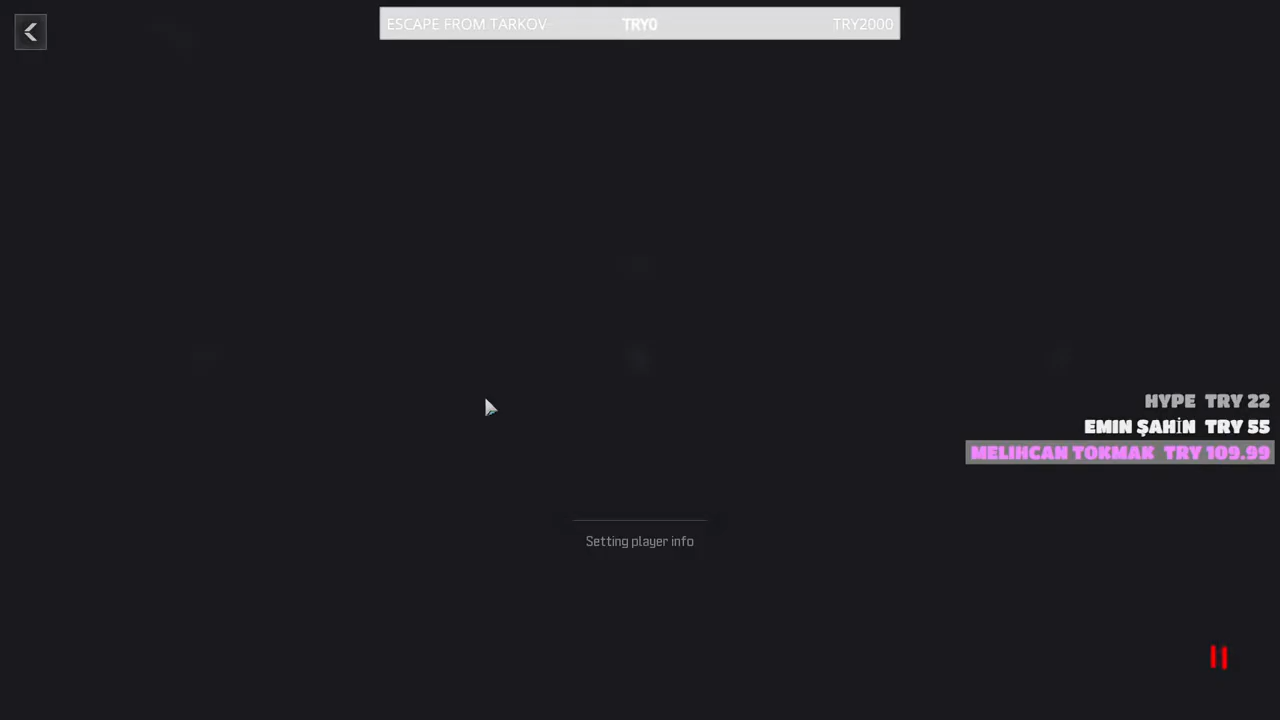 ESCAPE FROM TARKOV TRY0 TRY2000
HYPE TRY 22
EMIN ŞAHİN TRY 55
MELIHCAN TOKMAK TRY 109.99
Setting player info